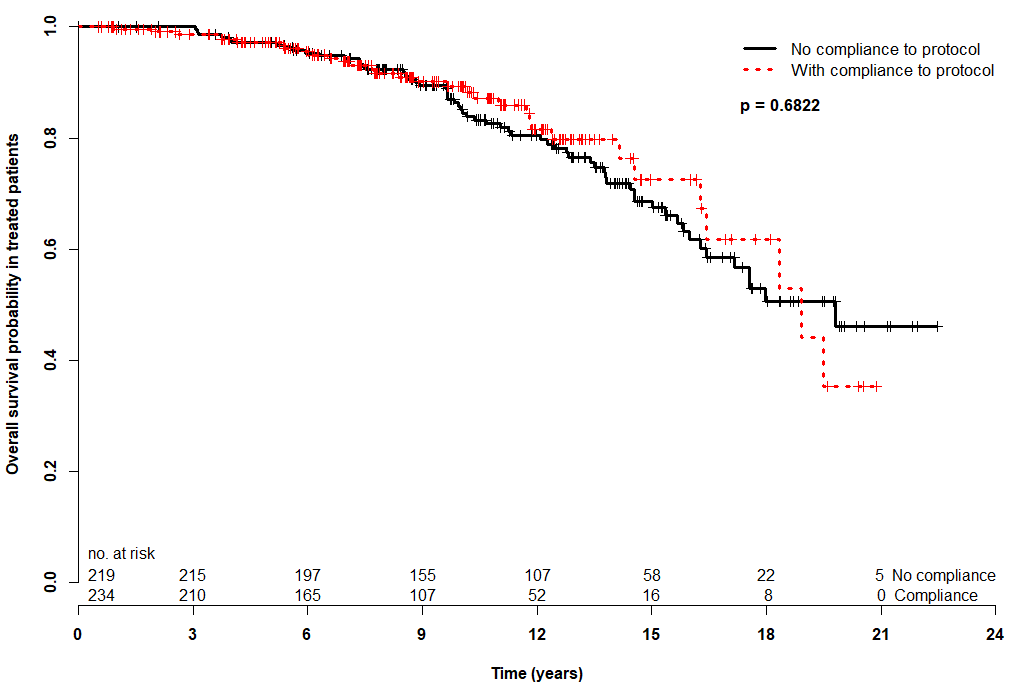 Overall survival probability in treated patients
1.0
0.8
0.6
0.4
0.2
0.0
No compliance to protocol
With compliance to protocol
p = 0.6822
no. at risk
219 215 197 155 107 58 22 5 No compliance
234 210 165 107 52 16 8 0 Compliance
0 3 6 9 12 15 18 21 24
Time (years)